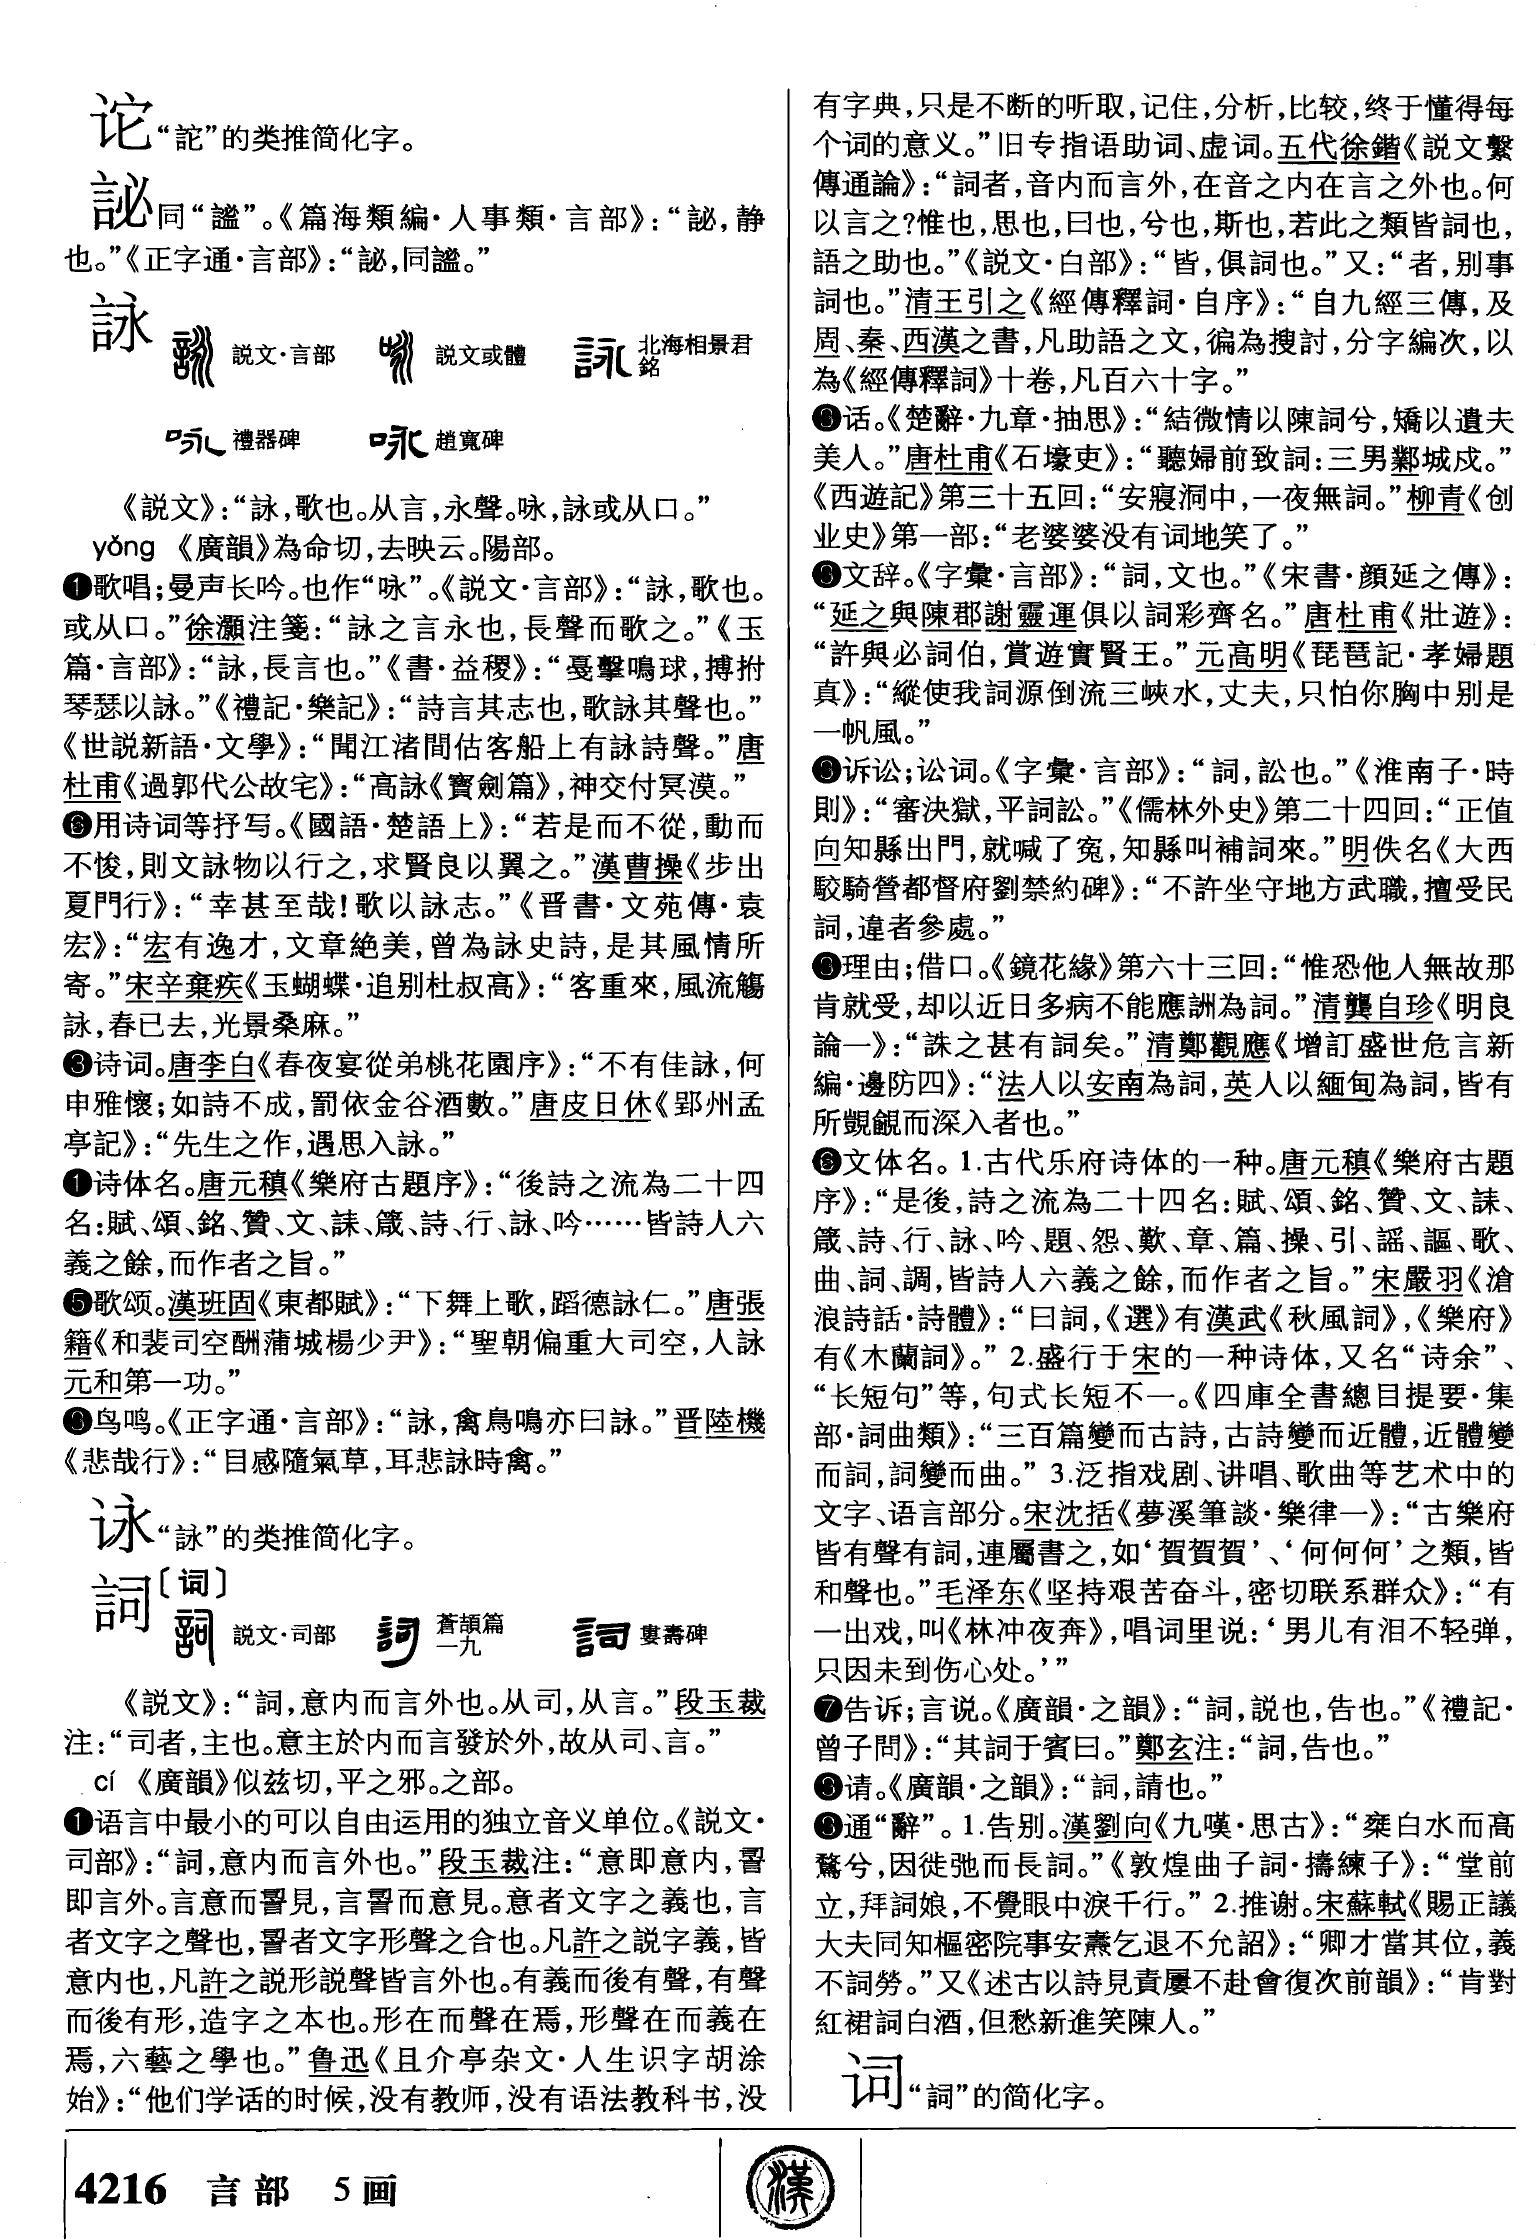 讠它“詑”的类推简化字。
䛑同“謐”。《篇海類編·人事類·言部》：“䛑，静
也。”《正字通·言部》：“䛑，同謐。”
詠 説文·言部 説文或體 北海相景君
銘
禮器碑 趙寬碑
《説文》：“詠，歌也。从言，永聲。咏，詠或从口。”
yǒng 《廣韻》為命切，去映云。陽部。
❶歌唱；曼声长吟。也作“咏”。《説文·言部》：“詠，歌也。
或从口。”徐灝注箋：“詠之言永也，長聲而歌之。”《玉
篇·言部》：“詠，長言也。”《書·益稷》：“戛擊鳴球，搏拊
琴瑟以詠。”《禮記·樂記》：“詩言其志也，歌詠其聲也。”
《世説新語·文學》：“聞江渚間估客船上有詠詩聲。”唐
杜甫《過郭代公故宅》：“高詠《寳劍篇》，神交付冥漠。”
用诗词等抒写。《國語·楚語上》：“若是而不從，動而
不悛，則文詠物以行之，求賢良以翼之。”漢曹操《步出
夏門行》：“幸甚至哉！歌以詠志。”《晋書·文苑傳·袁
宏》：“宏有逸才，文章絶美，曾為詠史詩，是其風情所
寄。”宋辛棄疾《玉蝴蝶·追别杜叔高》：“客重來，風流觴
詠，春已去，光景桑麻。”
❸诗词。唐李白《春夜宴從弟桃花園序》：“不有佳詠，何
申雅懷；如詩不成，罰依金谷酒數。”唐皮日休《郢州孟
亭記》：“先生之作，遇思入詠。”
诗体名。唐元稹《樂府古題序》：“後詩之流為二十四
名：賦、頌、銘、贊、文、誄、箴、詩、行、詠、吟……皆詩人六
義之餘，而作者之旨。”
❺歌颂。漢班固《東都賦》：“下舞上歌，蹈德詠仁。”唐張
籍《和裴司空酬蒲城楊少尹》：“聖朝偏重大司空，人詠
元和第一功。”
鸟鸣。《正字通·言部》：“詠，禽鳥鳴亦曰詠。”晋陸機
《悲哉行》：“目感隨氣草，耳悲詠時禽。”
咏“詠”的类推简化字。
詞〔词〕
説文·司部 蒼頡篇
一九 婁壽碑
《説文》：“詞，意内而言外也。从司，从言。”段玉裁
注：“司者，主也。意主於内而言發於外，故从司、言。”
cí 《廣韻》似兹切，平之邪。之部。
❶语言中最小的可以自由运用的独立音义单位。《説文·
司部》：“詞，意内而言外也。”段玉裁注：“意即意内，䛐
即言外。言意而䛐見，言䛐而意見。意者文字之義也，言
者文字之聲也，䛐者文字形聲之合也。凡許之説字義，皆
意内也，凡許之説形説聲皆言外也。有義而後有聲，有聲
而後有形，造字之本也。形在而聲在焉，形聲在而義在
焉，六藝之學也。”鲁迅《且介亭杂文·人生识字胡涂
始》：“他们学话的时候，没有教师，没有语法教科书，没
有字典，只是不断的听取，记住，分析，比较，终于懂得每
个词的意义。”旧专指语助词、虚词。五代徐鍇《説文繫
傳通論》：“詞者，音内而言外，在音之内在言之外也。何
以言之？惟也，思也，曰也，兮也，斯也，若此之類皆詞也，
語之助也。”《説文·白部》：“皆，俱詞也。”又：“者，别事
詞也。”清王引之《經傳釋詞·自序》：“自九經三傳，及
周、秦、西漢之書，凡助語之文，徧為搜討，分字編次，以
為《經傳釋詞》十卷，凡百六十字。”
话。《楚辭·九章·抽思》：“結微情以陳詞兮，矯以遺夫
美人。”唐杜甫《石壕吏》：“聽婦前致詞：三男鄴城戍。”
《西遊記》第三十五回：“安寢洞中，一夜無詞。”柳青《创
业史》第一部：“老婆婆没有词地笑了。”
文辞。《字彙·言部》：“詞，文也。”《宋書·顔延之傳》：
“延之與陳郡謝靈運俱以詞彩齊名。”唐杜甫《壯遊》：
“許與必詞伯，賞遊實賢王。”元高明《琵琶記·孝婦題
真》：“縱使我詞源倒流三峽水，丈夫，只怕你胸中别是
一帆風。”
诉讼；讼词。《字彙·言部》：“詞，訟也。”《淮南子·時
則》：“審決獄，平詞訟。”《儒林外史》第二十四回：“正值
向知縣出門，就喊了冤，知縣叫補詞來。”明佚名《大西
驍騎營都督府劉禁約碑》：“不許坐守地方武職，擅受民
詞，違者參處。”
理由；借口。《鏡花緣》第六十三回：“惟恐他人無故那
肯就受，却以近日多病不能應詶為詞。”清龔自珍《明良
論一》：“誅之甚有詞矣。”清鄭觀應《增訂盛世危言新
編·邊防四》：“法人以安南為詞，英人以緬甸為詞，皆有
所覬覦而深入者也。”
文体名。1.古代乐府诗体的一种。唐元稹《樂府古題
序》：“是後，詩之流為二十四名：賦、頌、銘、贊、文、誄、
箴、詩、行、詠、吟、題、怨、歎、章、篇、操、引、謡、謳、歌、
曲、詞、調，皆詩人六義之餘，而作者之旨。”宋嚴羽《滄
浪詩話·詩體》：“曰詞，《選》有漢武《秋風詞》，《樂府》
有《木蘭詞》。”2.盛行于宋的一种诗体，又名“诗余”、
“长短句”等，句式长短不一。《四庫全書總目提要·集
部·詞曲類》：“三百篇變而古詩，古詩變而近體，近體變
而詞，詞變而曲。”3.泛指戏剧、讲唱、歌曲等艺术中的
文字、语言部分。宋沈括《夢溪筆談·樂律一》：“古樂府
皆有聲有詞，連屬書之，如‘賀賀賀’、‘何何何’之類，皆
和聲也。”毛泽东《坚持艰苦奋斗，密切联系群众》：“有
一出戏，叫《林冲夜奔》，唱词里说：‘男儿有泪不轻弹，
只因未到伤心处。’”
❼告诉；言说。《廣韻·之韻》：“詞，説也，告也。”《禮記·
曾子問》：“其詞于賓曰。”鄭玄注：“詞，告也。”
请。《廣韻·之韻》：“詞，請也。”
通“辭”。1.告别。漢劉向《九嘆·思古》：“㮚白水而高
騖兮，因徙弛而長詞。”《敦煌曲子詞·擣練子》：“堂前
立，拜詞娘，不覺眼中淚千行。”2.推谢。宋蘇軾《賜正議
大夫同知樞密院事安燾乞退不允詔》：“卿才當其位，義
不詞勞。”又《述古以詩見責屢不赴會復次前韻》：“肯對
紅裙詞白酒，但愁新進笑陳人。”
词“詞”的简化字。
4216 言部 5画
漢